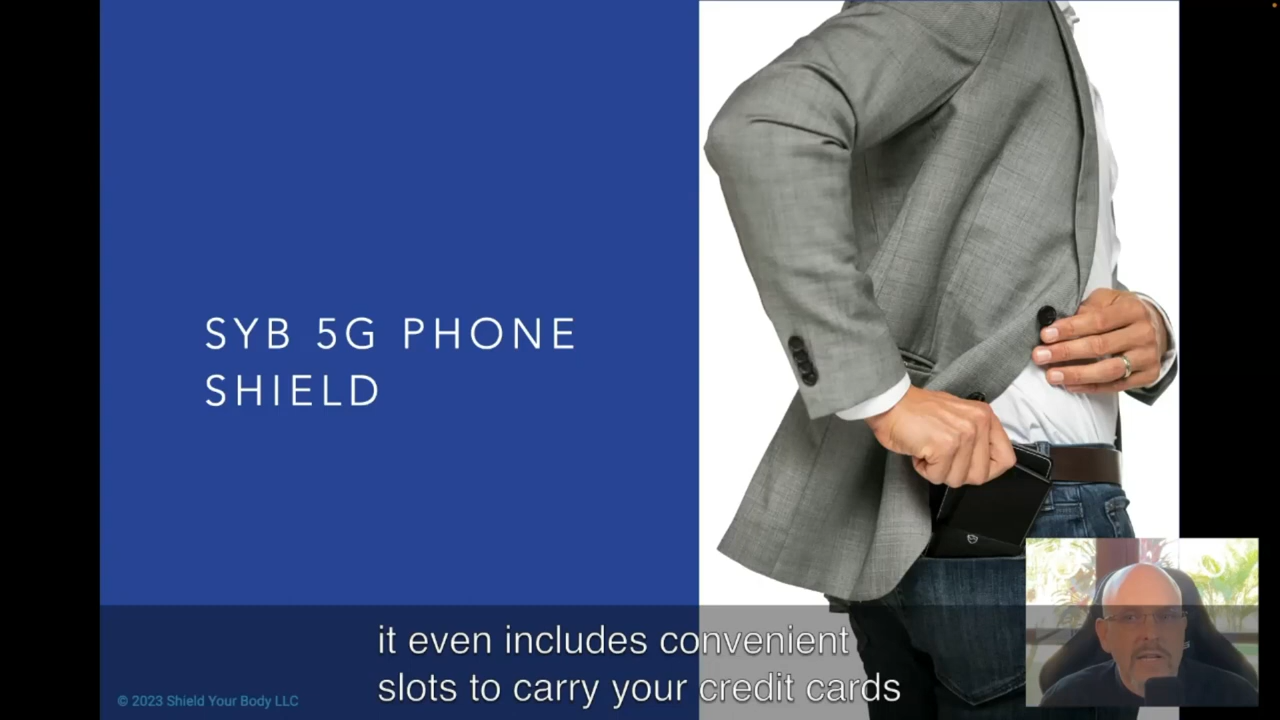 SYB 5G PHONE
SHIELD
it even includes convenient
slots to carry your credit cards
© 2023 Shield Your Body LLC